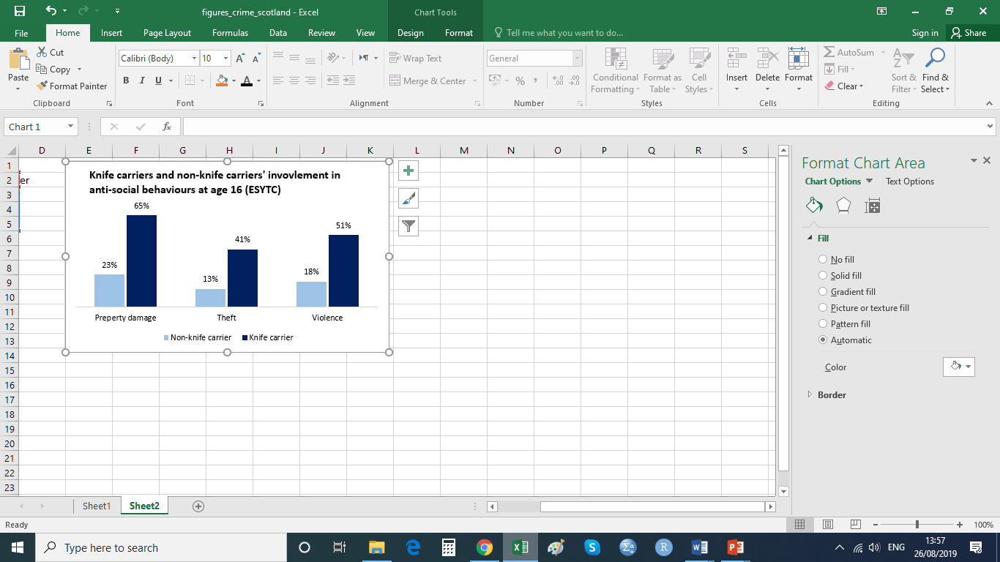 figures_crime_scotland - Excel
Chart Tools
File Home Insert Page Layout Formulas Data Review View Design Format Tell me what you want to do... Sign in Share
Paste
Cut
Copy
Format Painter
Clipboard
Calibri (Body) 10 A A
B I U A
Font
Wrap Text
Merge & Center
Alignment
General
% , .0 .00 .00 .0
Number
Conditional Formatting
Format as Table
Cell Styles
Styles
Insert Delete Format
Cells
AutoSum
Fill
Clear
Sort & Filter
Find & Select
Editing
Chart 1 fx
D E F G H I J K L M N O P Q R S
1
2 er
3
4
5
6
7
8
9
10
11
12
13
14
15
16
17
18
19
20
21
22
23
Knife carriers and non-knife carriers' invovlement in
anti-social behaviours at age 16 (ESYTC)
23% 65% 13% 41% 18% 51%
Preperty damage Theft Violence
Non-knife carrier Knife carrier
Format Chart Area
Chart Options Text Options
Fill
No fill
Solid fill
Gradient fill
Picture or texture fill
Pattern fill
Automatic
Color
Border
Sheet1 Sheet2
Ready 100%
Type here to search
ENG
13:57
26/08/2019